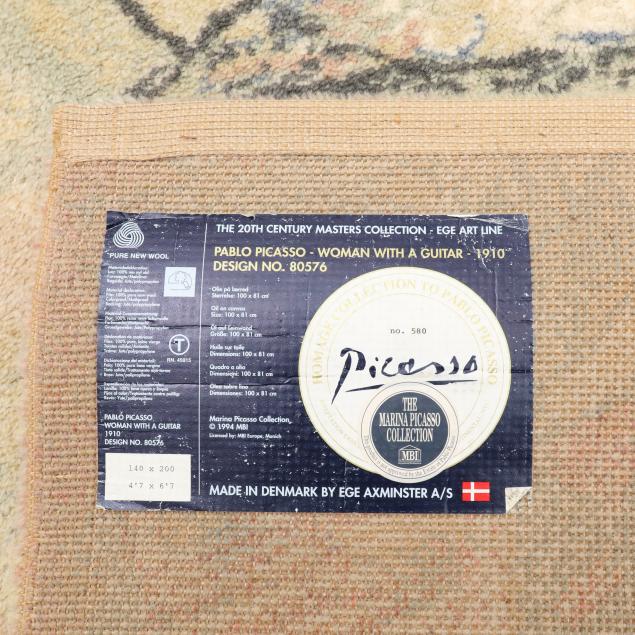 THE 20TH CENTURY MASTERS COLLECTION - EGE ART LINE
PABLO PICASSO - WOMAN WITH A GUITAR - 1910
DESIGN NO. 80576
PURE NEW WOOL
RN. 45015
Olie på lærred
Størrelse: 100 x 81 cm
Oil on canvas
Size: 100 x 81 cm
Öl auf Leinwand
Größe: 100 x 81 cm
Huile sur toile
Dimensions: 100 x 81 cm
Quadro a olio
Dimensioni: 100 x 81 cm
Oleo sobre lino
Dimensiones: 100 x 81 cm
Marina Picasso Collection,
© 1994 MBI
Licensed by: MBI Europe, Munich
PABLO PICASSO
WOMAN WITH A GUITAR
1910
DESIGN NO. 80576
140 x 200
4'7 x 6'7
COLLECTION TO PABLO PICASSO
no. 580
Picasso
THE
MARINA PICASSO
COLLECTION
MBI
MADE IN DENMARK BY EGE AXMINSTER A/S